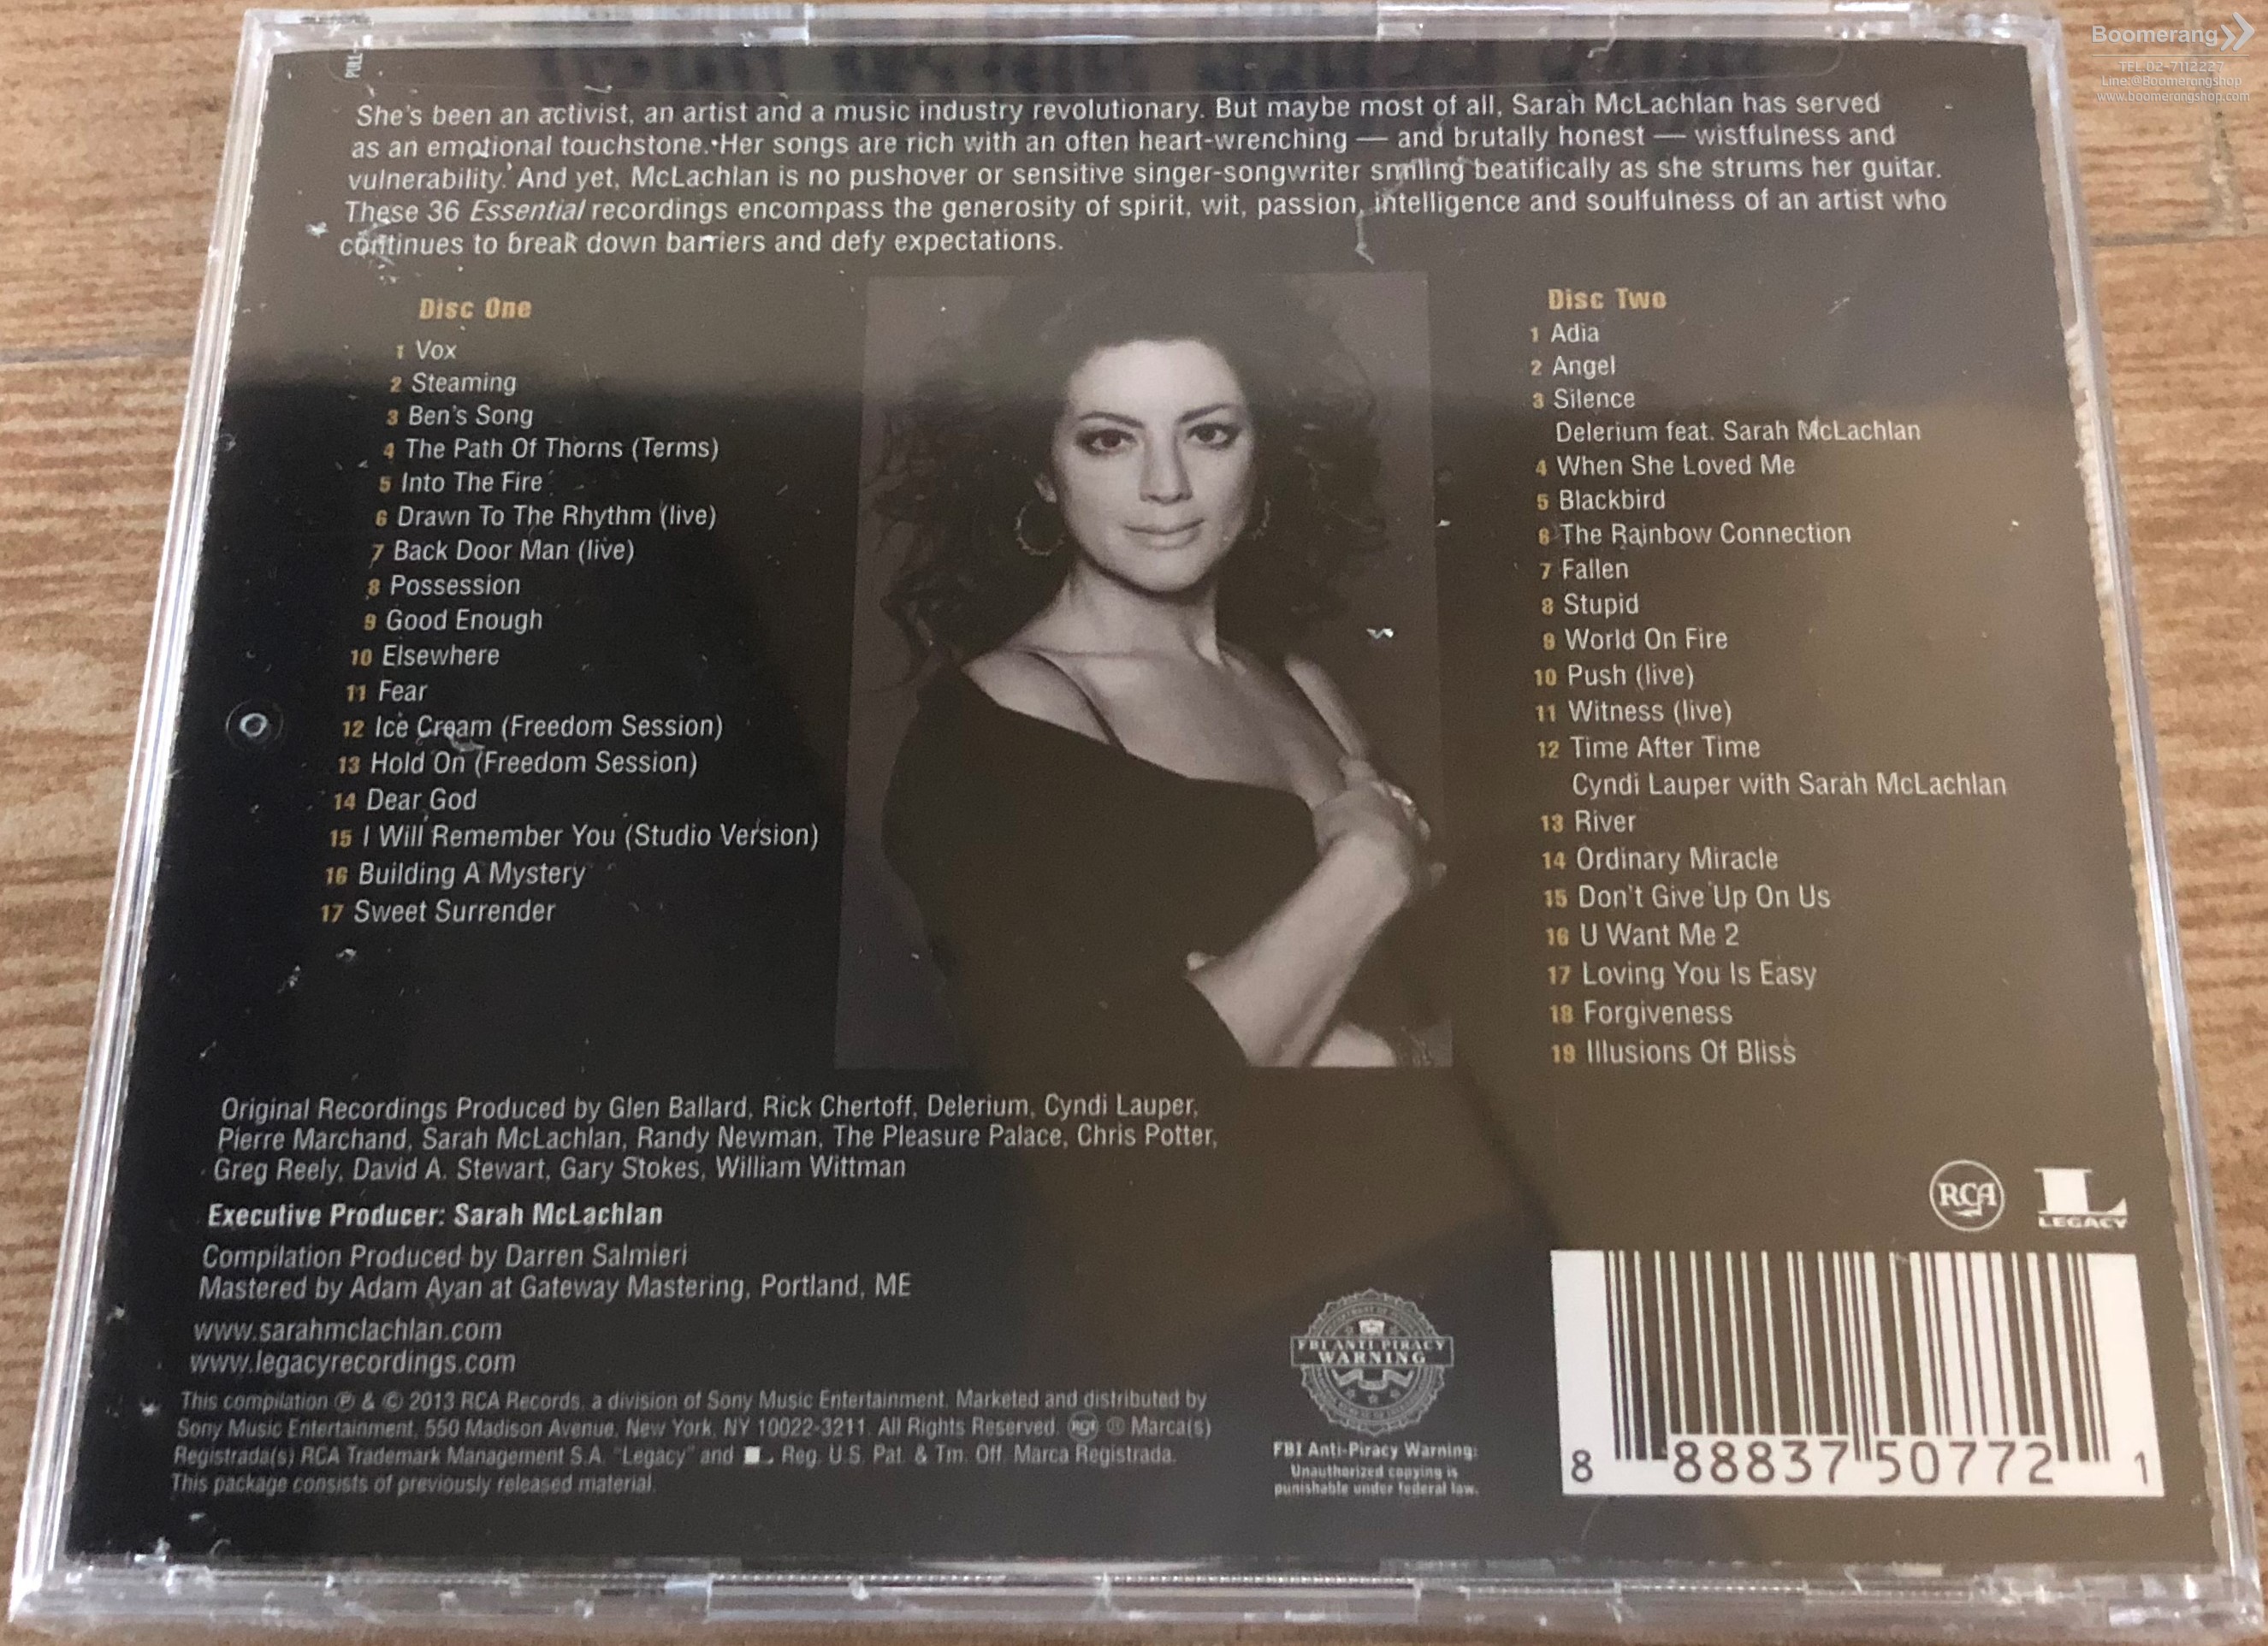 Boomerang
TEL.02-7112227
Line:@Boomerangshop
www.boomerangshop.com
PULL
She's been an activist, an artist and a music industry revolutionary. But maybe most of all, Sarah McLachlan has served
as an emotional touchstone. Her songs are rich with an often heart-wrenching — and brutally honest — wistfulness and
vulnerability. And yet, McLachlan is no pushover or sensitive singer-songwriter smiling beatifically as she strums her guitar.
These 36 Essential recordings encompass the generosity of spirit, wit, passion, intelligence and soulfulness of an artist who
continues to break down barriers and defy expectations.
Disc One
1 Vox
2 Steaming
3 Ben's Song
4 The Path Of Thorns (Terms)
5 Into The Fire
6 Drawn To The Rhythm (live)
7 Back Door Man (live)
8 Possession
9 Good Enough
10 Elsewhere
11 Fear
12 Ice Cream (Freedom Session)
13 Hold On (Freedom Session)
14 Dear God
15 I Will Remember You (Studio Version)
16 Building A Mystery
17 Sweet Surrender
Disc Two
1 Adia
2 Angel
3 Silence
Delerium feat. Sarah McLachlan
4 When She Loved Me
5 Blackbird
6 The Rainbow Connection
7 Fallen
8 Stupid
9 World On Fire
10 Push (live)
11 Witness (live)
12 Time After Time
Cyndi Lauper with Sarah McLachlan
13 River
14 Ordinary Miracle
15 Don't Give Up On Us
16 U Want Me 2
17 Loving You Is Easy
18 Forgiveness
19 Illusions Of Bliss
Original Recordings Produced by Glen Ballard, Rick Chertoff, Delerium, Cyndi Lauper,
Pierre Marchand, Sarah McLachlan, Randy Newman, The Pleasure Palace, Chris Potter,
Greg Reely, David A. Stewart, Gary Stokes, William Wittman
Executive Producer: Sarah McLachlan
Compilation Produced by Darren Salmieri
Mastered by Adam Ayan at Gateway Mastering, Portland, ME
www.sarahmclachlan.com
www.legacyrecordings.com
This compilation ℗ & © 2013 RCA Records, a division of Sony Music Entertainment. Marketed and distributed by
Sony Music Entertainment, 550 Madison Avenue, New York, NY 10022-3211. All Rights Reserved. RCA ® Marca(s)
Registrada(s) RCA Trademark Management S.A. "Legacy" and L Reg. U.S. Pat. & Tm. Off. Marca Registrada.
This package consists of previously released material.
FBI ANTI-PIRACY
WARNING
FBI Anti-Piracy Warning:
Unauthorized copying is
punishable under federal law.
RCA
L
LEGACY
8 88837 50772 1